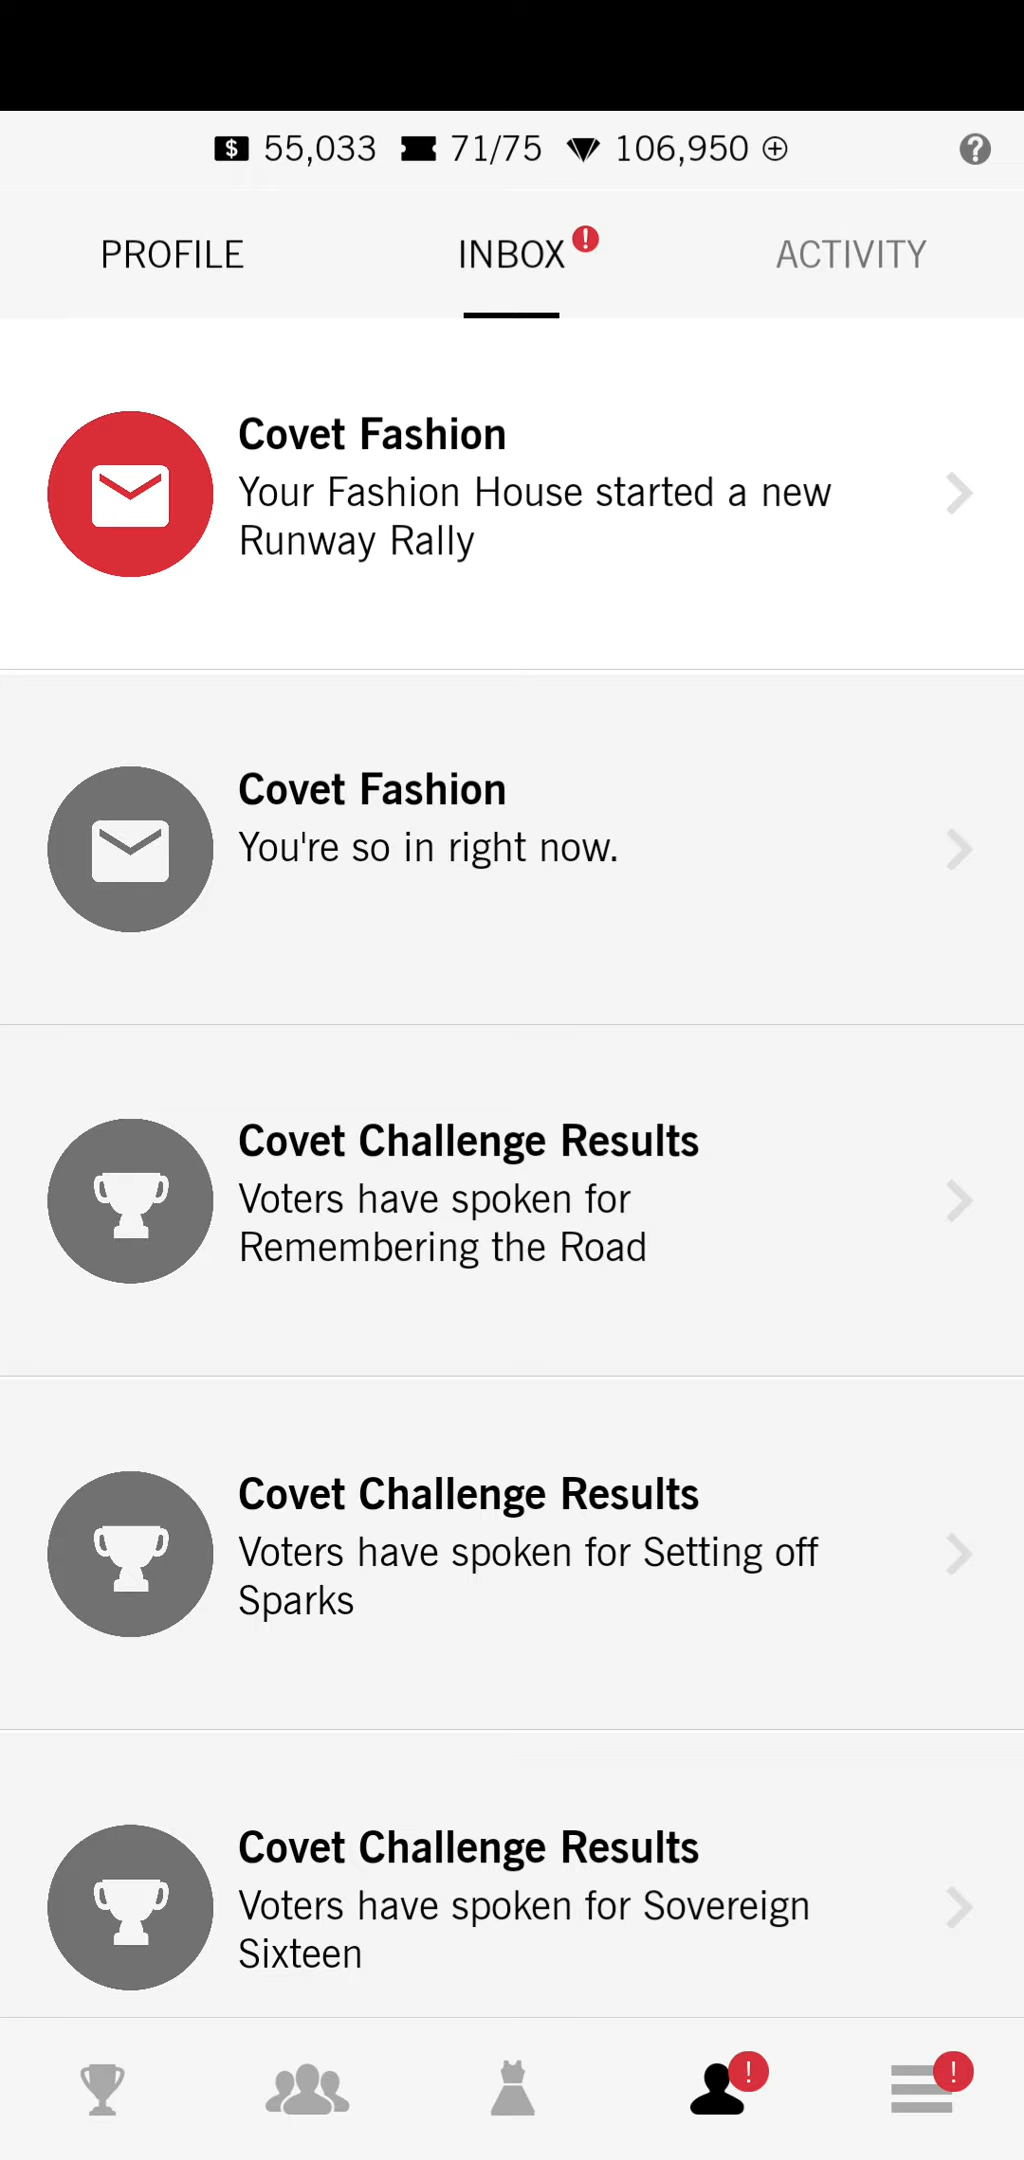 55,033 71/75 106,950
PROFILE INBOX ACTIVITY
Covet Fashion
Your Fashion House started a new
Runway Rally
Covet Fashion
You're so in right now.
Covet Challenge Results
Voters have spoken for
Remembering the Road
Covet Challenge Results
Voters have spoken for Setting off
Sparks
Covet Challenge Results
Voters have spoken for Sovereign
Sixteen